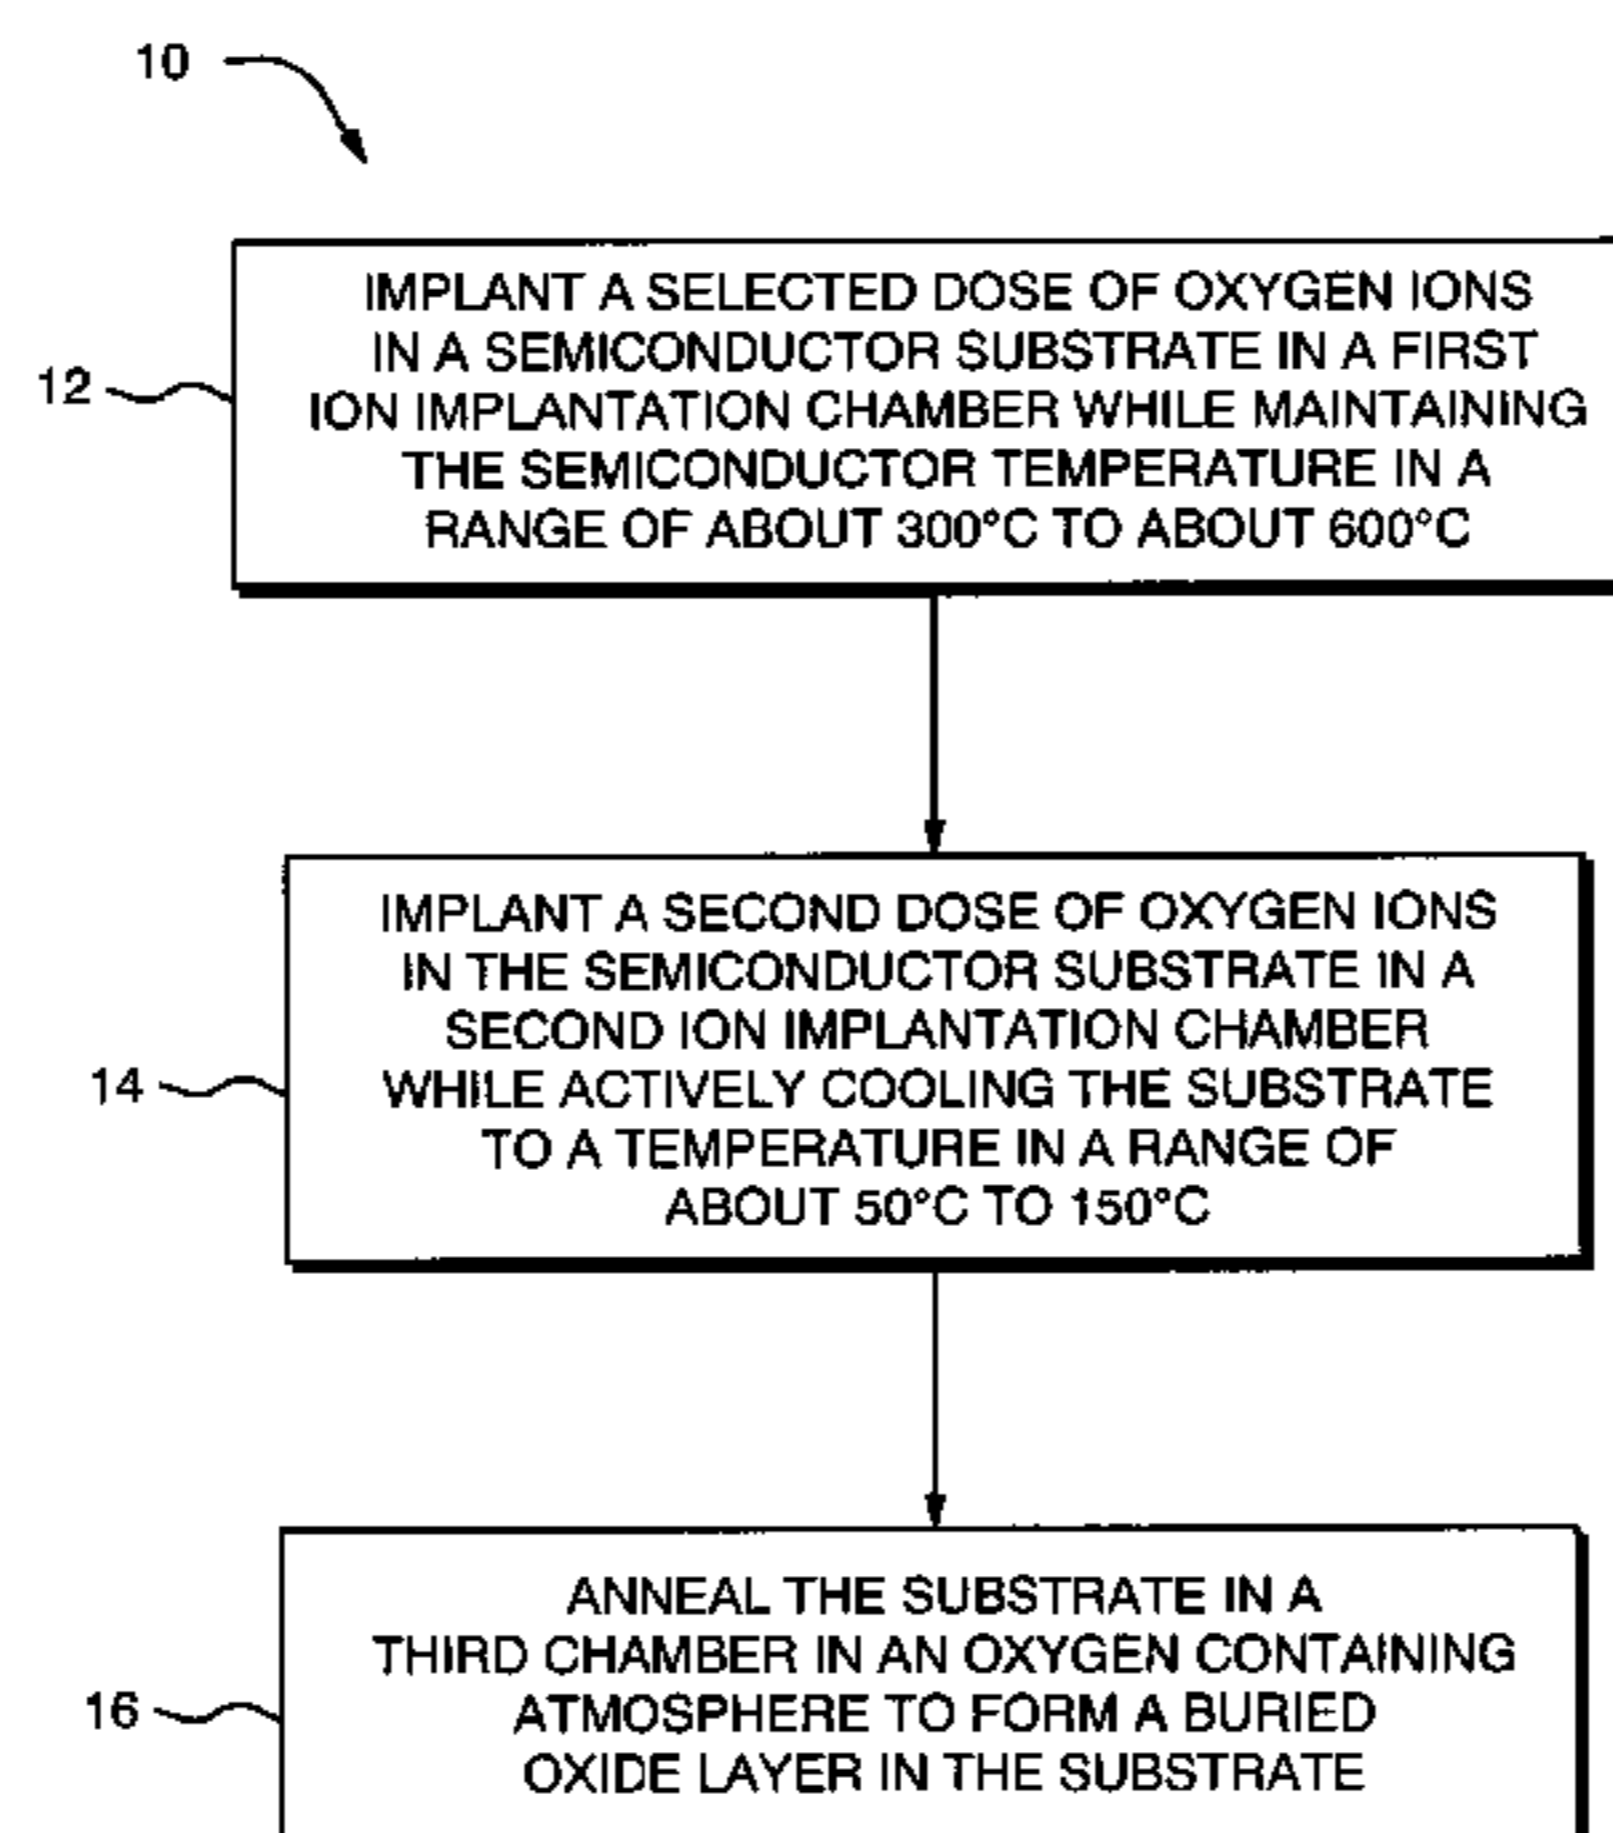 10
12
IMPLANT A SELECTED DOSE OF OXYGEN IONS
IN A SEMICONDUCTOR SUBSTRATE IN A FIRST
ION IMPLANTATION CHAMBER WHILE MAINTAINING
THE SEMICONDUCTOR TEMPERATURE IN A
RANGE OF ABOUT 300°C TO ABOUT 600°C
14
IMPLANT A SECOND DOSE OF OXYGEN IONS
IN THE SEMICONDUCTOR SUBSTRATE IN A
SECOND ION IMPLANTATION CHAMBER
WHILE ACTIVELY COOLING THE SUBSTRATE
TO A TEMPERATURE IN A RANGE OF
ABOUT 50°C TO 150°C
16
ANNEAL THE SUBSTRATE IN A
THIRD CHAMBER IN AN OXYGEN CONTAINING
ATMOSPHERE TO FORM A BURIED
OXIDE LAYER IN THE SUBSTRATE